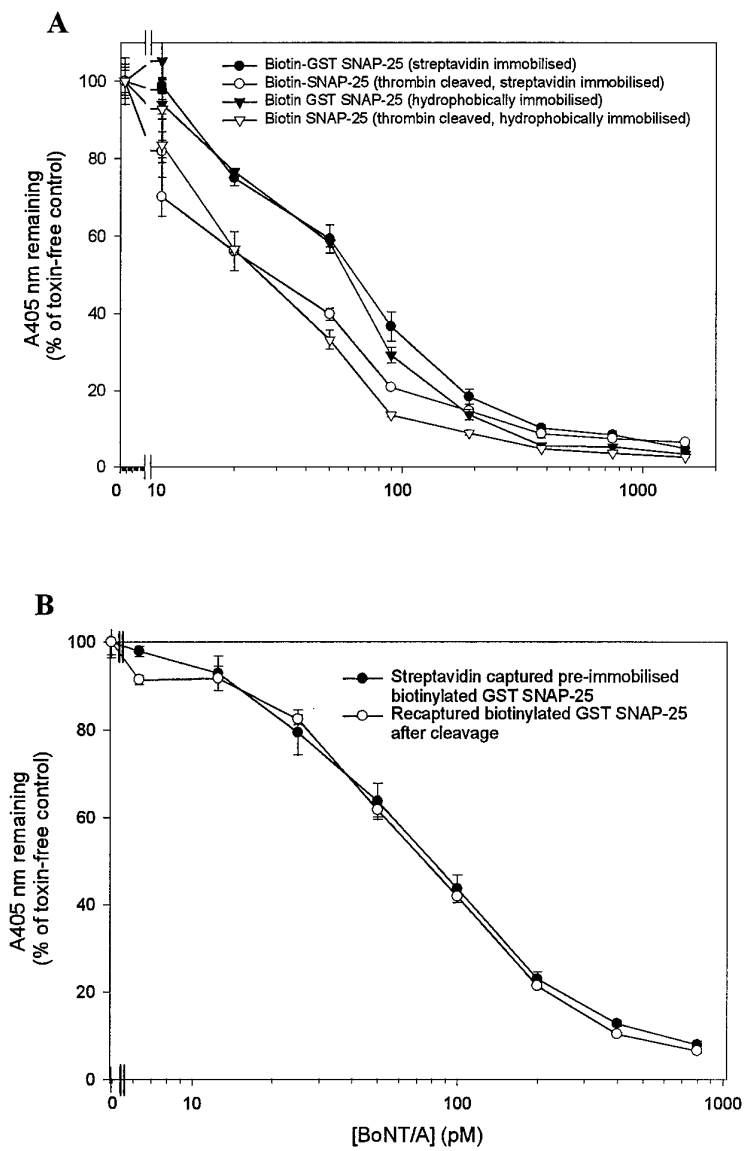 A
Biotin-GST SNAP-25 (streptavidin immobilised)
Biotin-SNAP-25 (thrombin cleaved, streptavidin immobilised)
Biotin GST SNAP-25 (hydrophobically immobilised)
Biotin SNAP-25 (thrombin cleaved, hydrophobically immobilised)
A405 nm remaining
(% of toxin-free control)
100
80
60
40
20
0
0 10 100 1000
B
Streptavidin captured pre-immobilised
biotinylated GST SNAP-25
Recaptured biotinylated GST SNAP-25
after cleavage
A405 nm remaining
(% of toxin-free control)
100
80
60
40
20
0
0 10 100 1000
[BoNT/A] (pM)